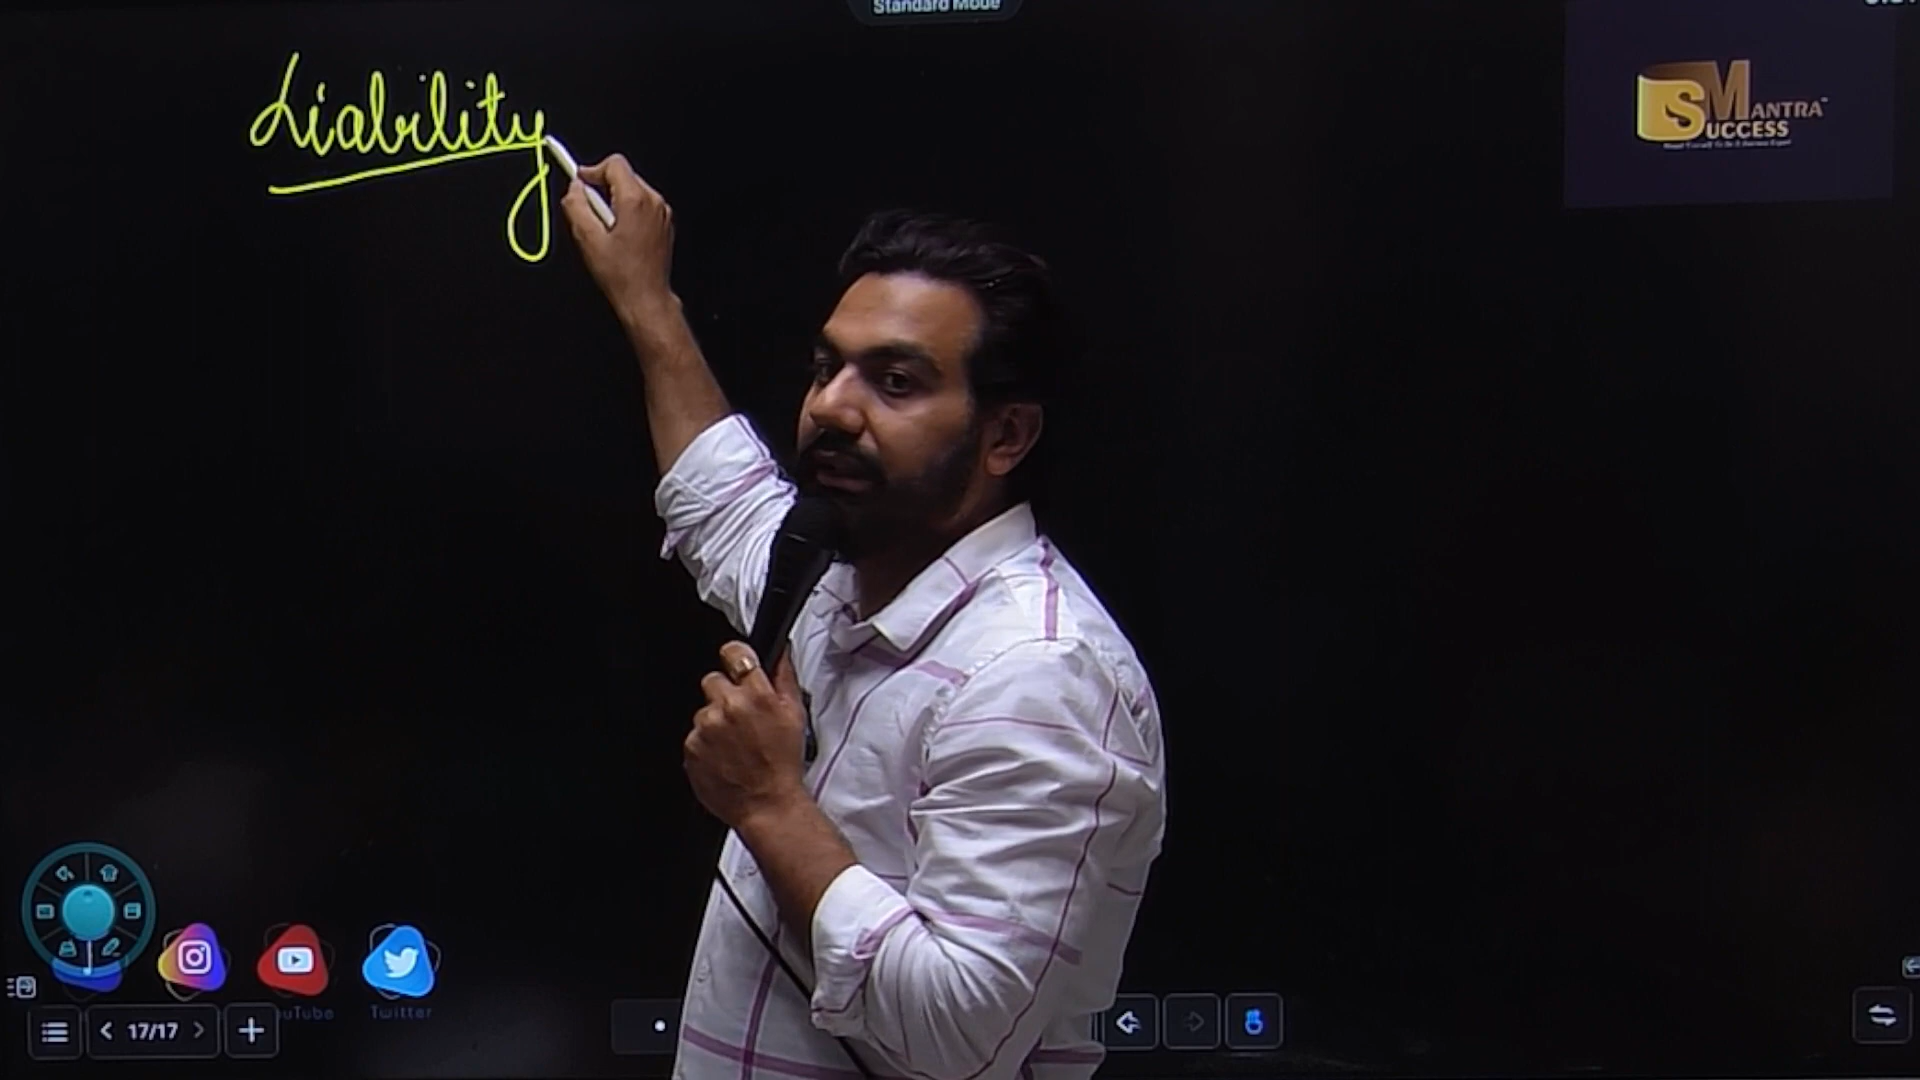 Standard Mode
Liability
SUCCESS MANTRA
17/17
YouTube
Twitter